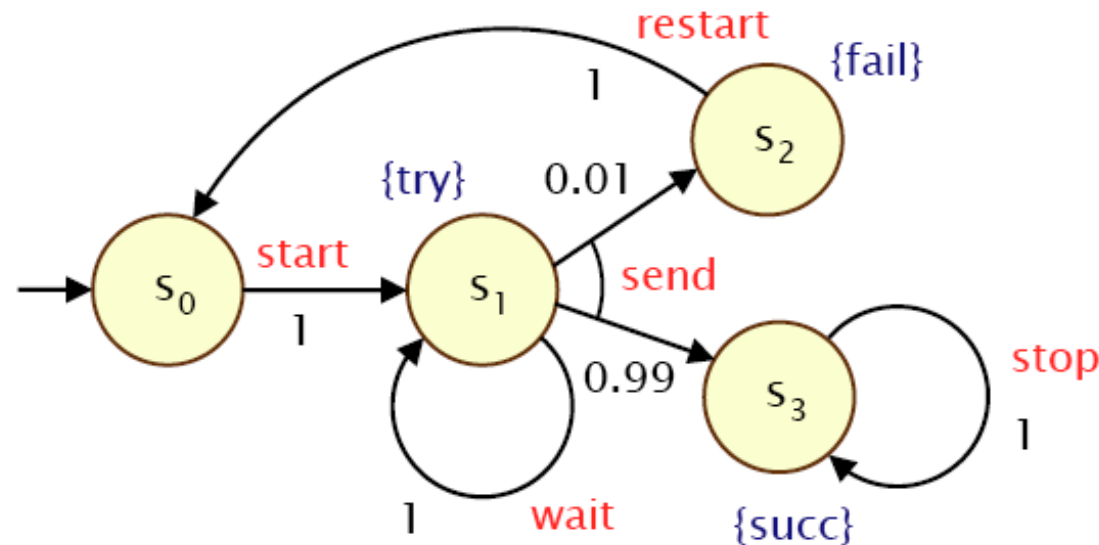 restart
{fail}
1
s₂
{try}
0.01
start
send
s₀
s₁
1
0.99
stop
s₃
1
1
wait
{succ}